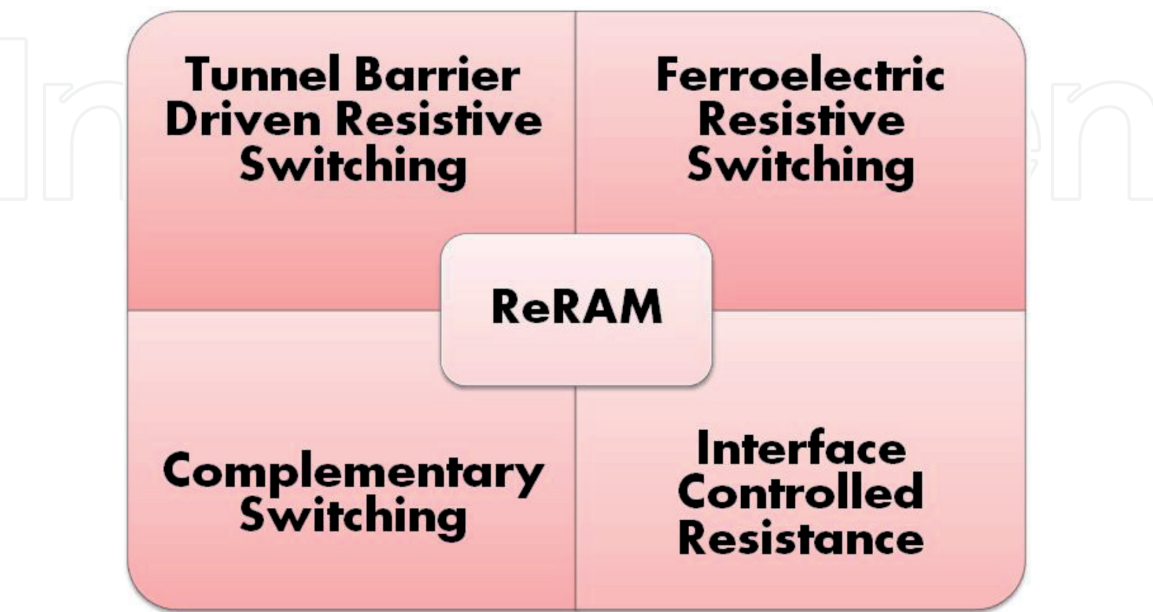 Tunnel Barrier
Driven Resistive
Switching
Ferroelectric
Resistive
Switching
ReRAM
Complementary
Switching
Interface
Controlled
Resistance